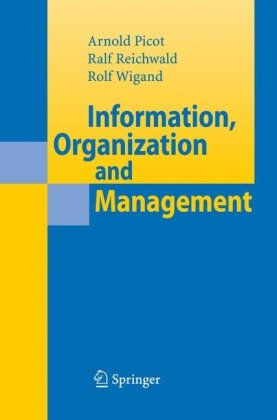 Arnold Picot
Ralf Reichwald
Rolf Wigand
Information,
Organization
and
Management
Springer